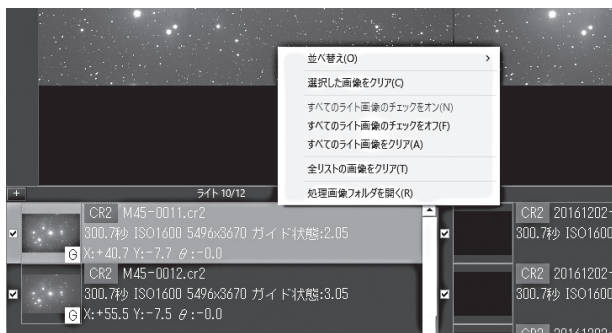 並べ替え(O) >
選択した画像をクリア(C)
すべてのライト画像のチェックをオン(N)
すべてのライト画像のチェックをオフ(F)
すべてのライト画像をクリア(A)
全リストの画像をクリア(T)
処理画像フォルダを開く(R)
+ ライト 10/12
CR2 M45-0011.cr2
300.7秒 ISO1600 5496x3670 ガイド状態:2.05
G X:+40.7 Y:-7.7 θ:-0.0
CR2 M45-0012.cr2
300.7秒 ISO1600 5496x3670 ガイド状態:3.05
G X:+55.5 Y:-7.5 θ:-0.0
CR2 20161202-
300.7秒 ISO1600
CR2 20161202-
300.7秒 ISO1600
CR2 20161202-